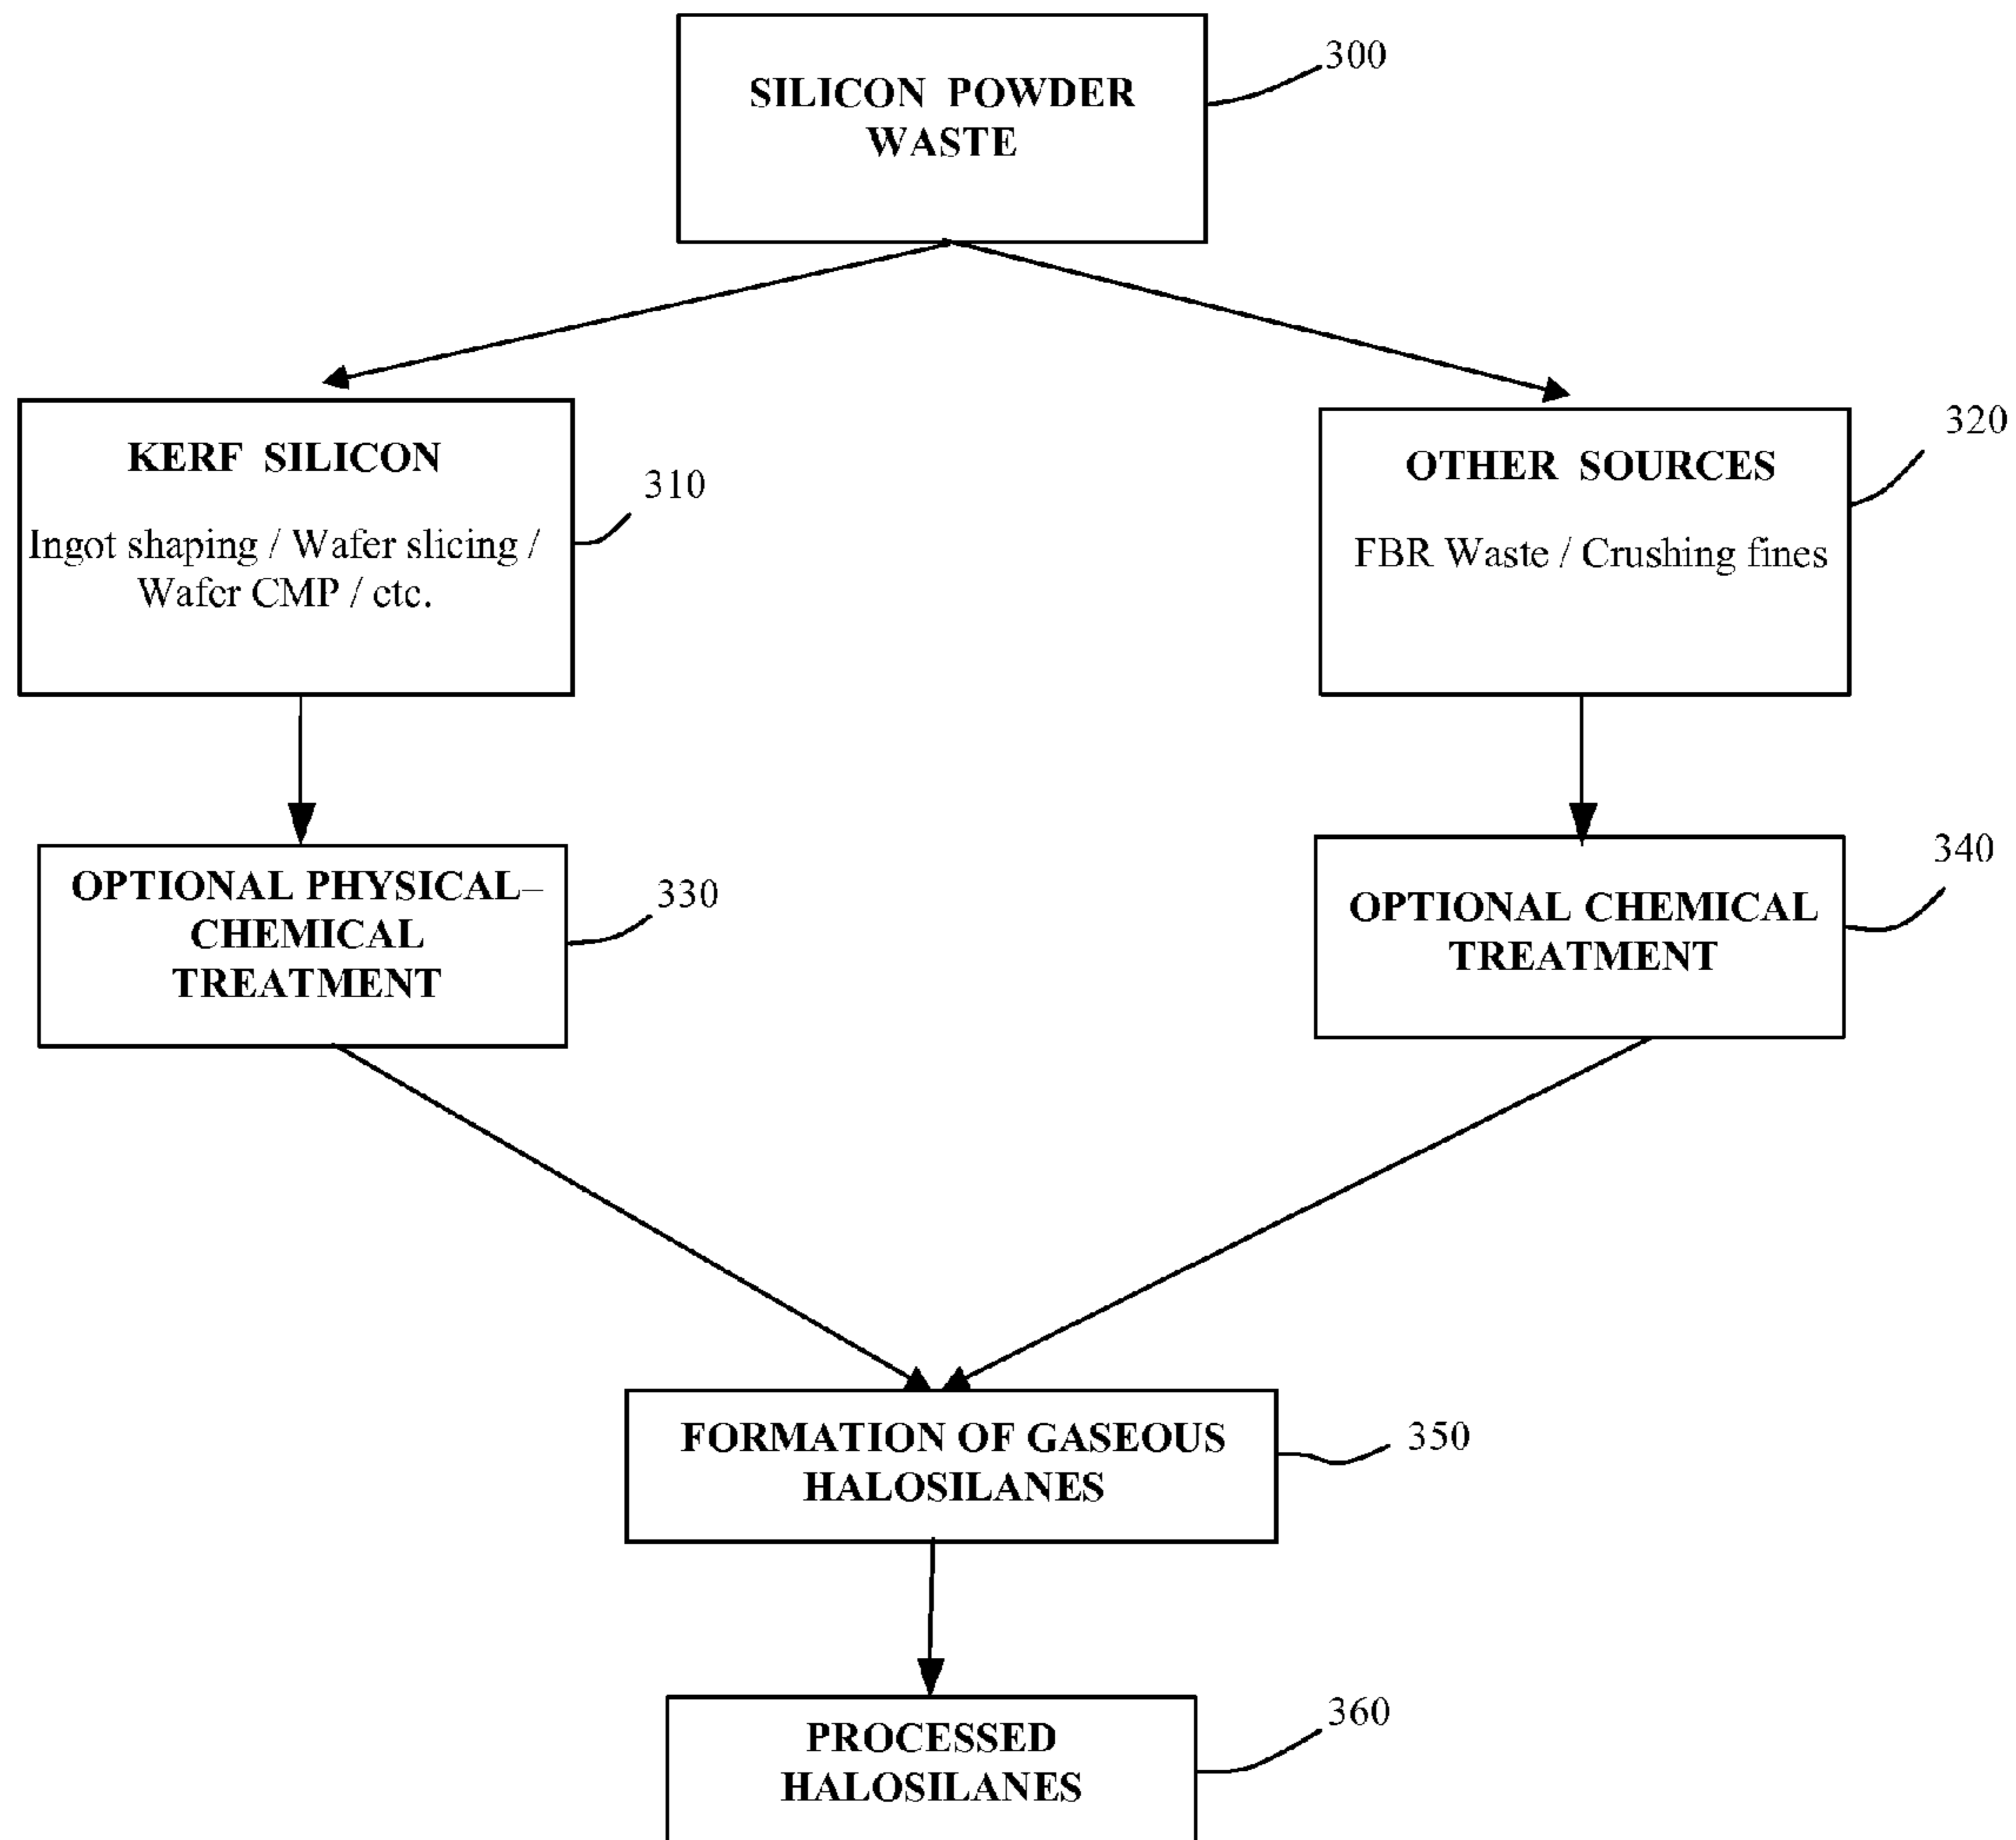 SILICON POWDER
WASTE
300
KERF SILICON
Ingot shaping / Wafer slicing /
Wafer CMP / etc.
310
OTHER SOURCES
FBR Waste / Crushing fines
320
OPTIONAL PHYSICAL–
CHEMICAL
TREATMENT
330
OPTIONAL CHEMICAL
TREATMENT
340
FORMATION OF GASEOUS
HALOSILANES
350
PROCESSED
HALOSILANES
360